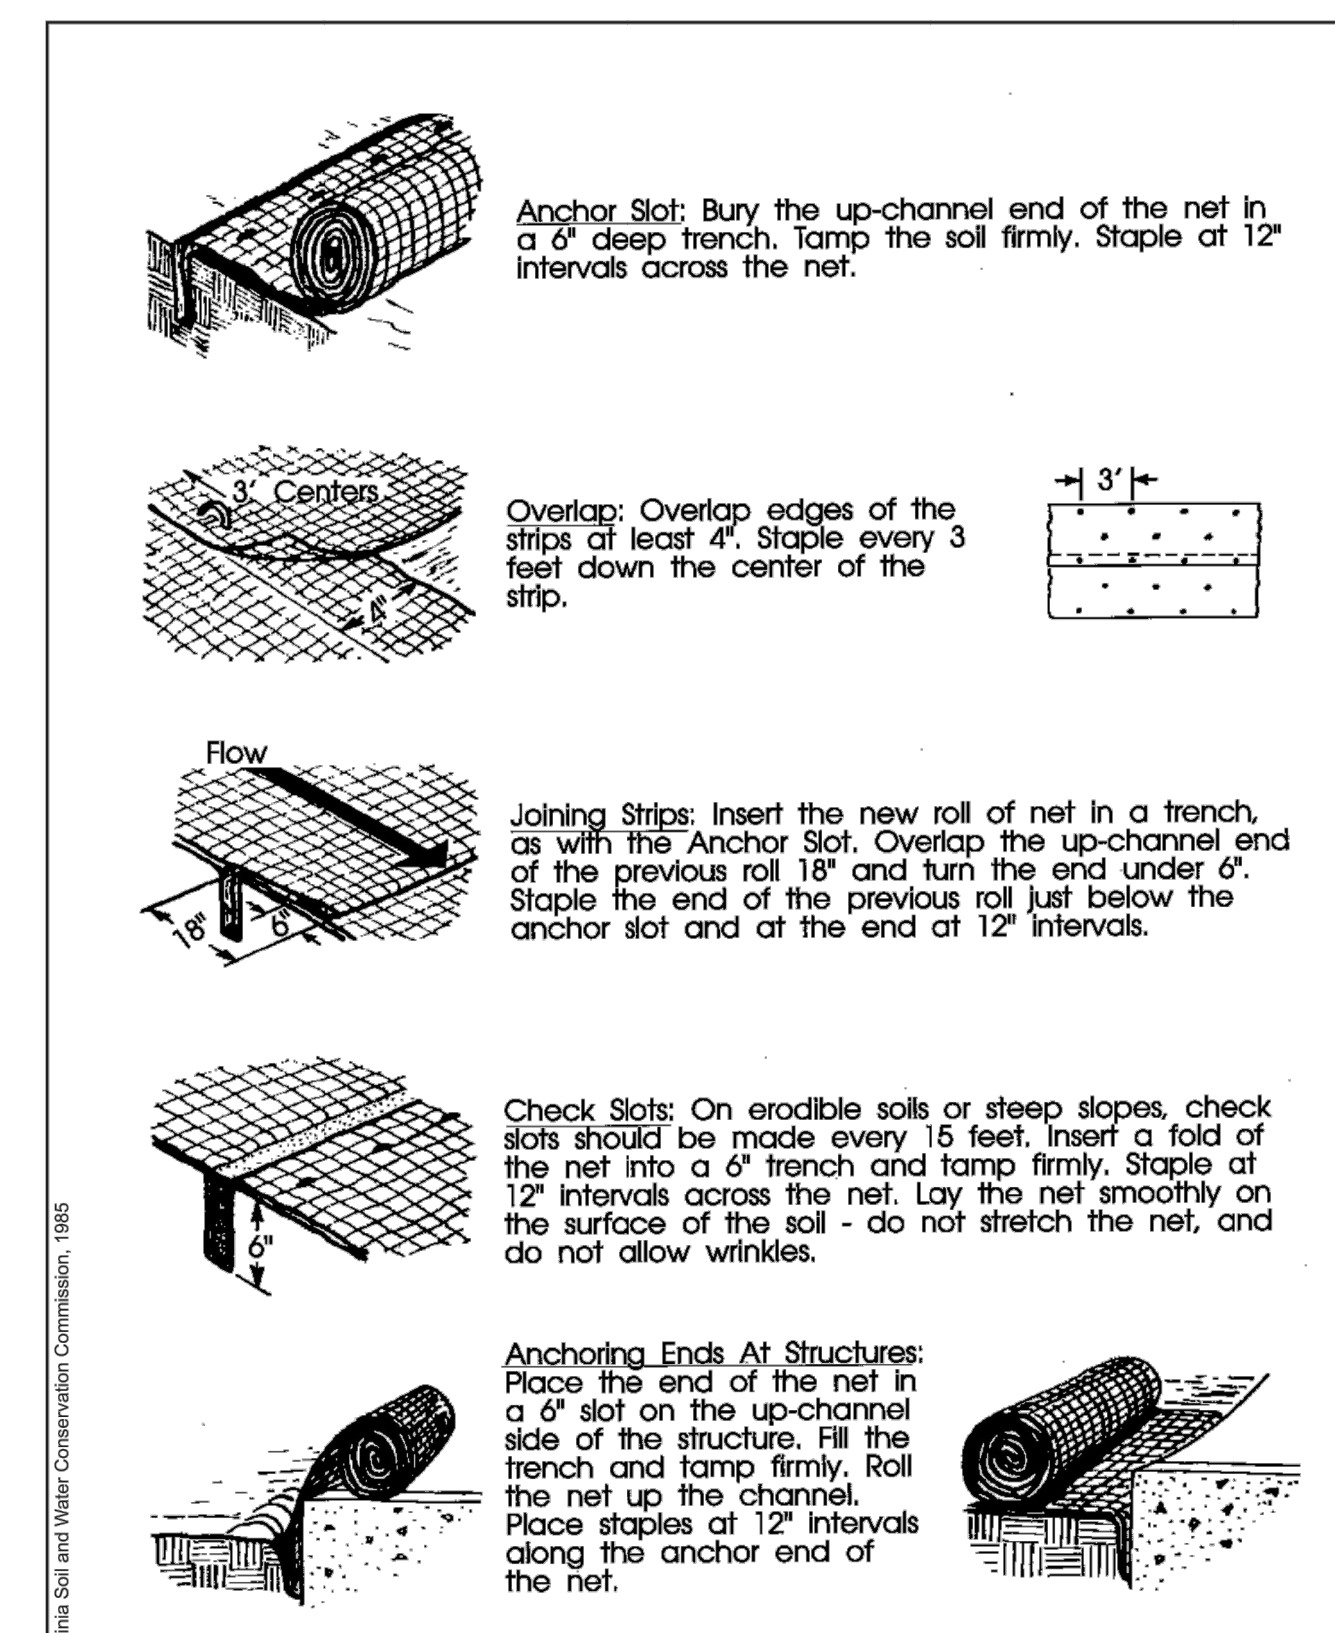 Anchor Slot: Bury the up-channel end of the net in
a 6" deep trench. Tamp the soil firmly. Staple at 12"
intervals across the net.
3' Centers
4"
Overlap: Overlap edges of the
strips at least 4". Staple every 3
feet down the center of the
strip.
3'
Flow
18"
6"
Joining Strips: Insert the new roll of net in a trench,
as with the Anchor Slot. Overlap the up-channel end
of the previous roll 18" and turn the end under 6".
Staple the end of the previous roll just below the
anchor slot and at the end at 12" intervals.
6"
Check Slots: On erodible soils or steep slopes, check
slots should be made every 15 feet. Insert a fold of
the net into a 6" trench and tamp firmly. Staple at
12" intervals across the net. Lay the net smoothly on
the surface of the soil - do not stretch the net, and
do not allow wrinkles.
Anchoring Ends At Structures:
Place the end of the net in
a 6" slot on the up-channel
side of the structure. Fill the
trench and tamp firmly. Roll
the net up the channel.
Place staples at 12" intervals
along the anchor end of
the net.
inia Soil and Water Conservation Commission, 1985